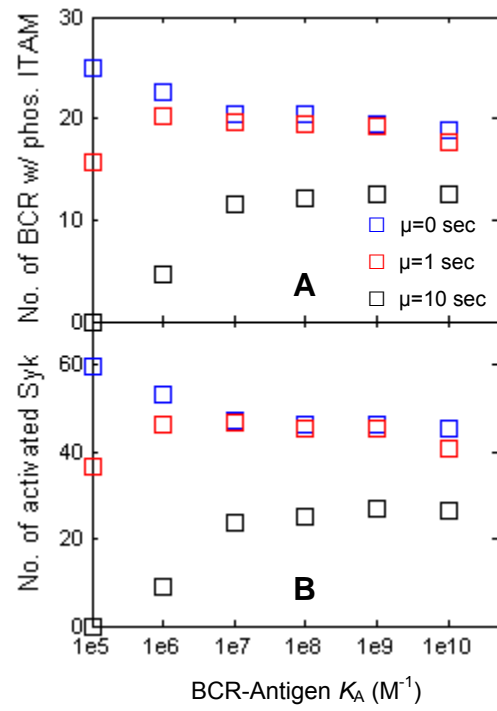 30
20
10
0
No. of BCR w/ phos. ITAM
μ=0 sec
μ=1 sec
μ=10 sec
A
60
40
20
0
No. of activated Syk
B
1e5 1e6 1e7 1e8 1e9 1e10
BCR-Antigen KA (M-1)